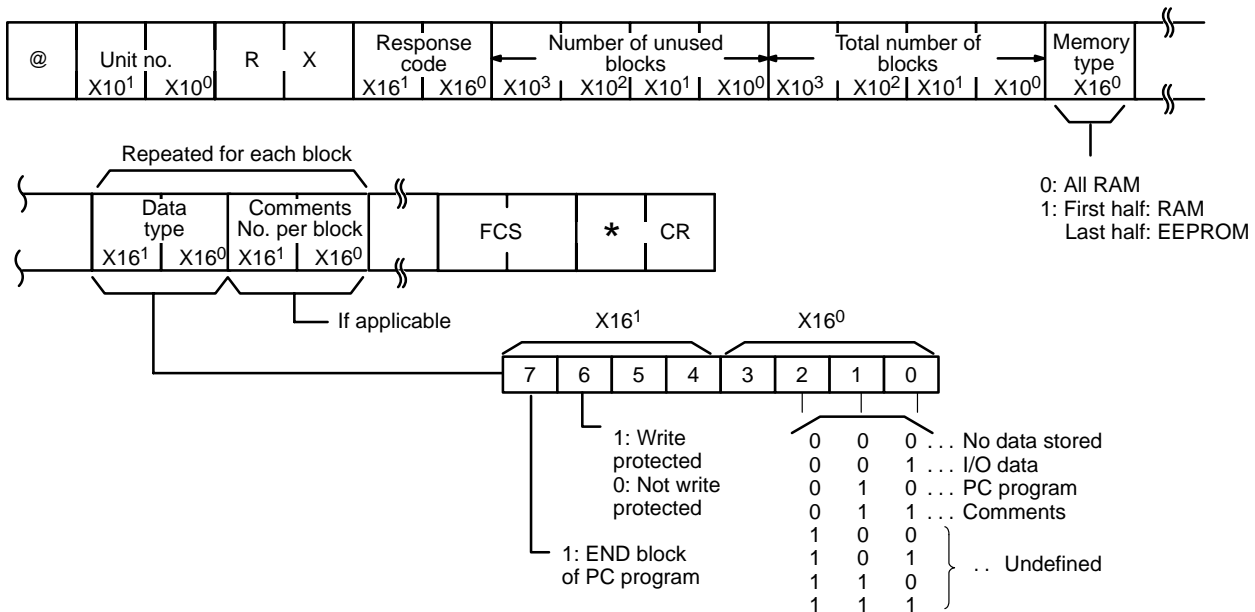 @ Unit no. R X Response code Number of unused blocks Total number of blocks Memory type
X10¹ X10⁰ X16¹ X16⁰ X10³ X10² X10¹ X10⁰ X10³ X10² X10¹ X10⁰ X16⁰
0: All RAM
1: First half: RAM
Last half: EEPROM
Repeated for each block
Data type Comments No. per block FCS * CR
X16¹ X16⁰ X16¹ X16⁰
If applicable
X16¹ X16⁰
7 6 5 4 3 2 1 0
1: Write
protected
0: Not write
protected
1: END block
of PC program
0 0 0 . . . No data stored
0 0 1 . . . I/O data
0 1 0 . . . PC program
0 1 1 . . . Comments
1 0 0
1 0 1
. . Undefined
1 1 0
1 1 1